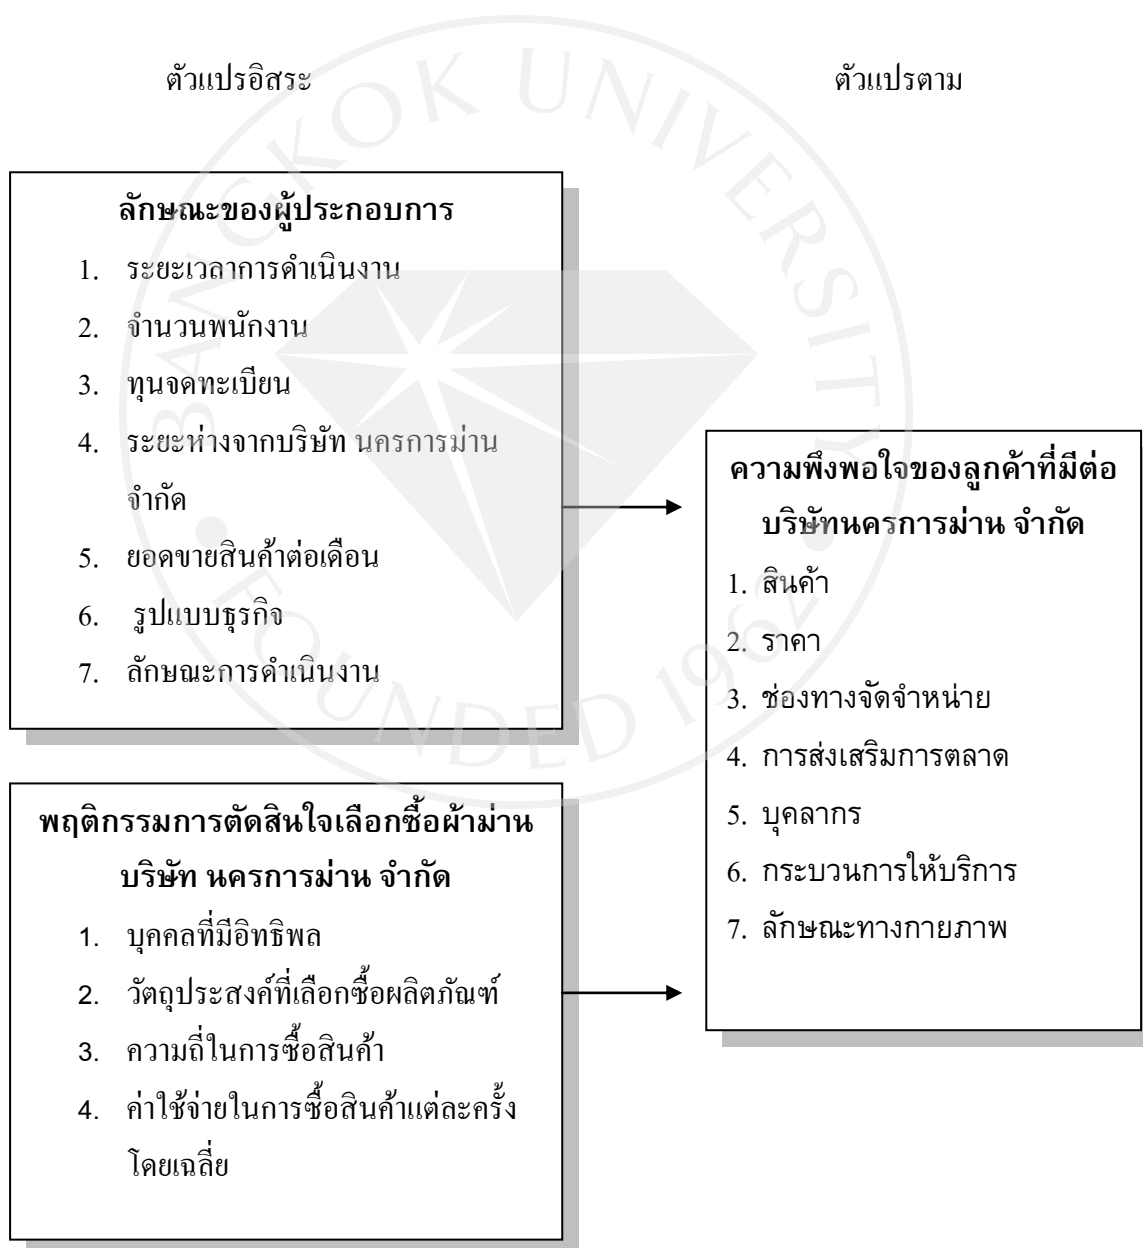 ตัวแปรอิสระ
ตัวแปรตาม
ลักษณะของผู้ประกอบการ
1. ระยะเวลาการดำเนินงาน
2. จำนวนพนักงาน
3. ทุนจดทะเบียน
4. ระยะห่างจากบริษัท นครการม่าน
จำกัด
5. ยอดขายสินค้าต่อเดือน
6. รูปแบบธุรกิจ
7. ลักษณะการดำเนินงาน
พฤติกรรมการตัดสินใจเลือกซื้อผ้าม่าน
บริษัท นครการม่าน จำกัด
1. บุคคลที่มีอิทธิพล
2. วัตถุประสงค์ที่เลือกซื้อผลิตภัณฑ์
3. ความถี่ในการซื้อสินค้า
4. ค่าใช้จ่ายในการซื้อสินค้าแต่ละครั้ง
โดยเฉลี่ย
ความพึงพอใจของลูกค้าที่มีต่อ
บริษัทนครการม่าน จำกัด
1. สินค้า
2. ราคา
3. ช่องทางจัดจำหน่าย
4. การส่งเสริมการตลาด
5. บุคลากร
6. กระบวนการให้บริการ
7. ลักษณะทางกายภาพ
BANGKOK UNIVERSITY
FOUNDED 1962